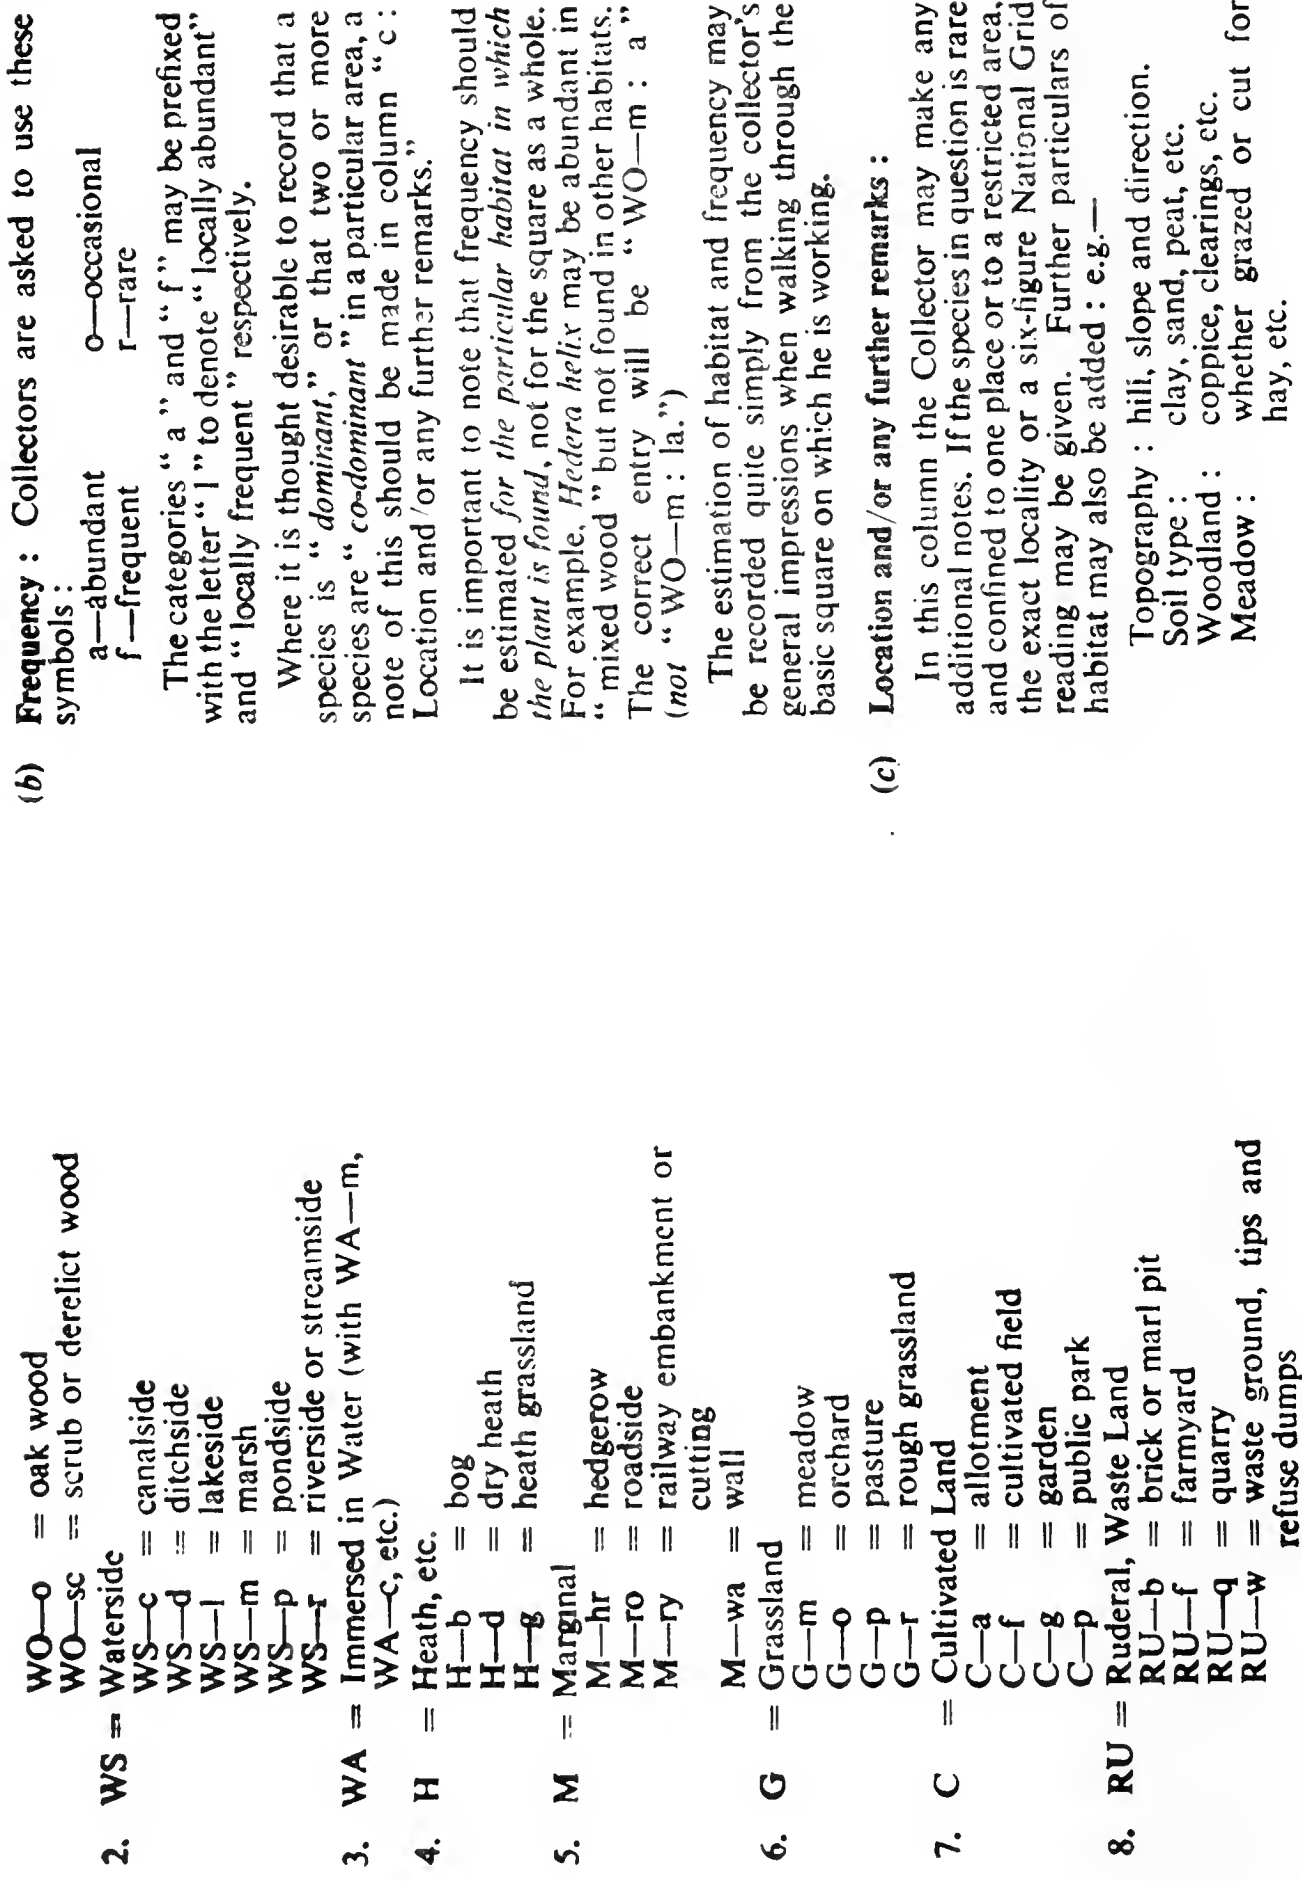 WO—o = oak wood
WO—sc = scrub or derelict wood
2. WS = Waterside
WS—c = canalside
WS—d = ditchside
WS—l = lakeside
WS—m = marsh
WS—p = pondside
WS—r = riverside or streamside
3. WA = Immersed in Water (with WA—m,
WA—c, etc.)
4. H = Heath, etc.
H—b = bog
H—d = dry heath
H—g = heath grassland
5. M = Marginal
M—hr = hedgerow
M—ro = roadside
M—ry = railway embankment or
cutting
M—wa = wall
6. G = Grassland
G—m = meadow
G—o = orchard
G—p = pasture
G—r = rough grassland
7. C = Cultivated Land
C—a = allotment
C—f = cultivated field
C—g = garden
C—p = public park
8. RU = Ruderal, Waste Land
RU—b = brick or marl pit
RU—f = farmyard
RU—q = quarry
RU—w = waste ground, tips and
refuse dumps
(b) Frequency : Collectors are asked to use these
symbols :
a—abundant o—occasional
f—frequent r—rare
The categories “ a ” and “ f ” may be prefixed
with the letter “ l ” to denote “ locally abundant”
and “ locally frequent ” respectively.
Where it is thought desirable to record that a
species is “ dominant,” or that two or more
species are “ co-dominant ” in a particular area, a
note of this should be made in column “ c :
Location and/or any further remarks.”
It is important to note that frequency should
be estimated for the particular habitat in which
the plant is found, not for the square as a whole.
For example, Hedera helix may be abundant in
“ mixed wood ” but not found in other habitats.
The correct entry will be “ WO—m : a ”
(not “ WO—m : la.”)
The estimation of habitat and frequency may
be recorded quite simply from the collector's
general impressions when walking through the
basic square on which he is working.
(c) Location and/or any further remarks :
In this column the Collector may make any
additional notes. If the species in question is rare
and confined to one place or to a restricted area,
the exact locality or a six-figure National Grid
reading may be given. Further particulars of
habitat may also be added : e.g.—
Topography : hill, slope and direction.
Soil type : clay, sand, peat, etc.
Woodland : coppice, clearings, etc.
Meadow : whether grazed or cut for
hay, etc.